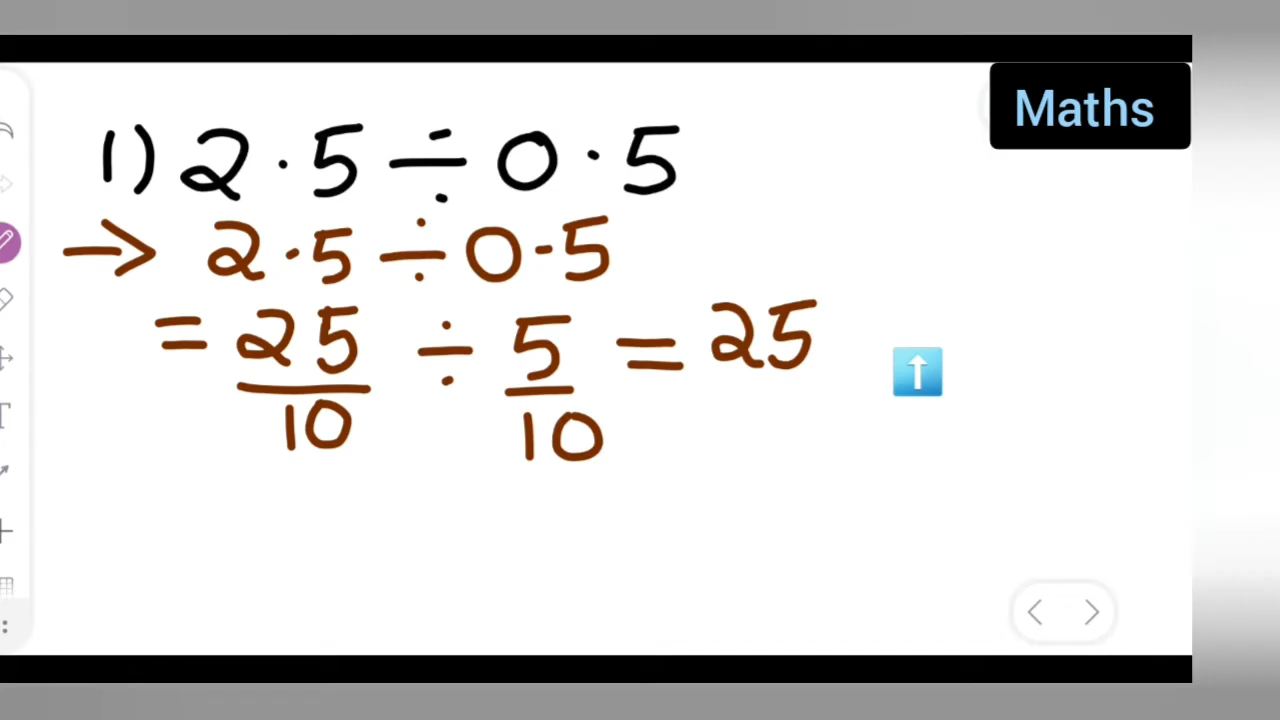 Maths
1) 2.5 ÷ 0.5
→ 2.5 ÷ 0.5
= 25/10 ÷ 5/10 = 25